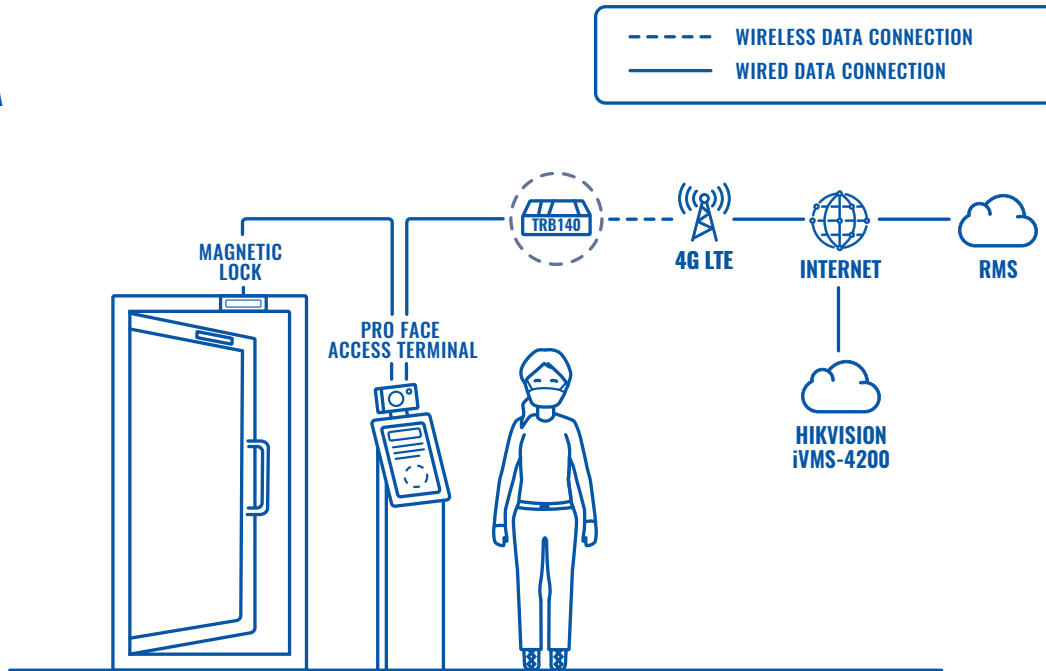 WIRELESS DATA CONNECTION
WIRED DATA CONNECTION
TRB140
4G LTE
INTERNET
RMS
MAGNETIC
LOCK
PRO FACE
ACCESS TERMINAL
HIKVISION
iVMS-4200